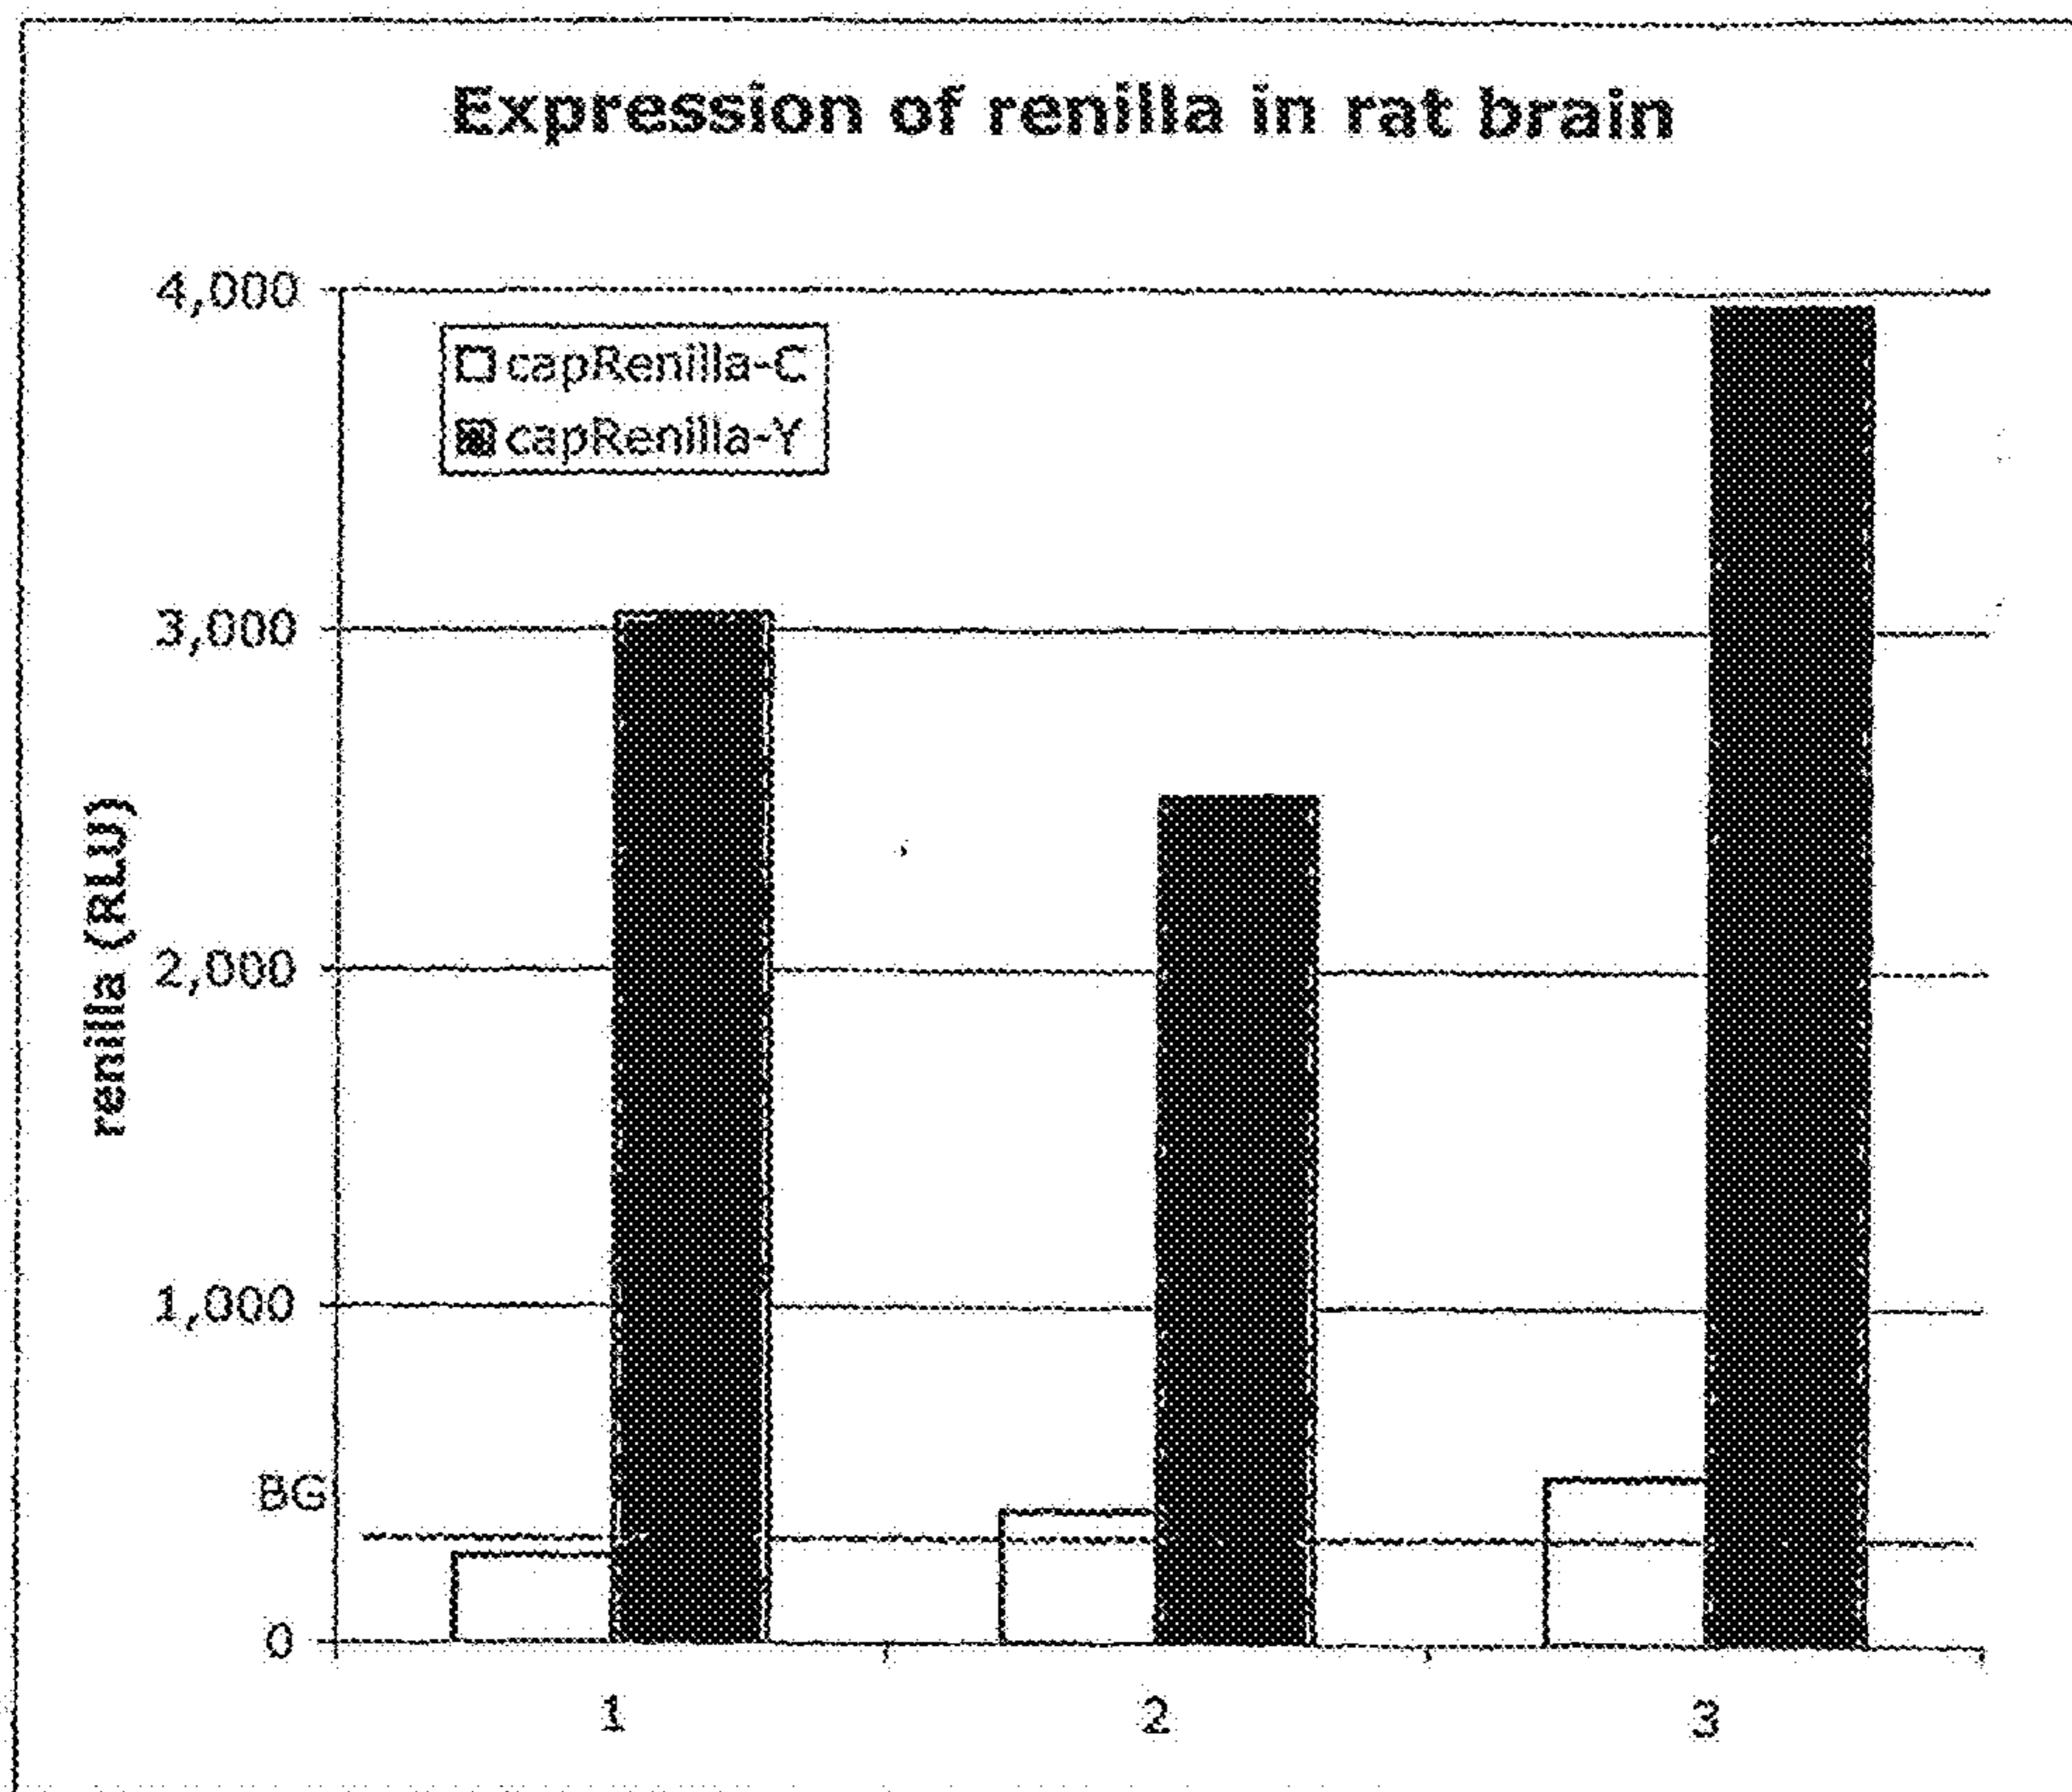 Expression of renilla in rat brain
4,000
capRenilla-C
capRenilla-Y
3,000
renilla (RLU)
2,000
1,000
BG
0
1 2 3